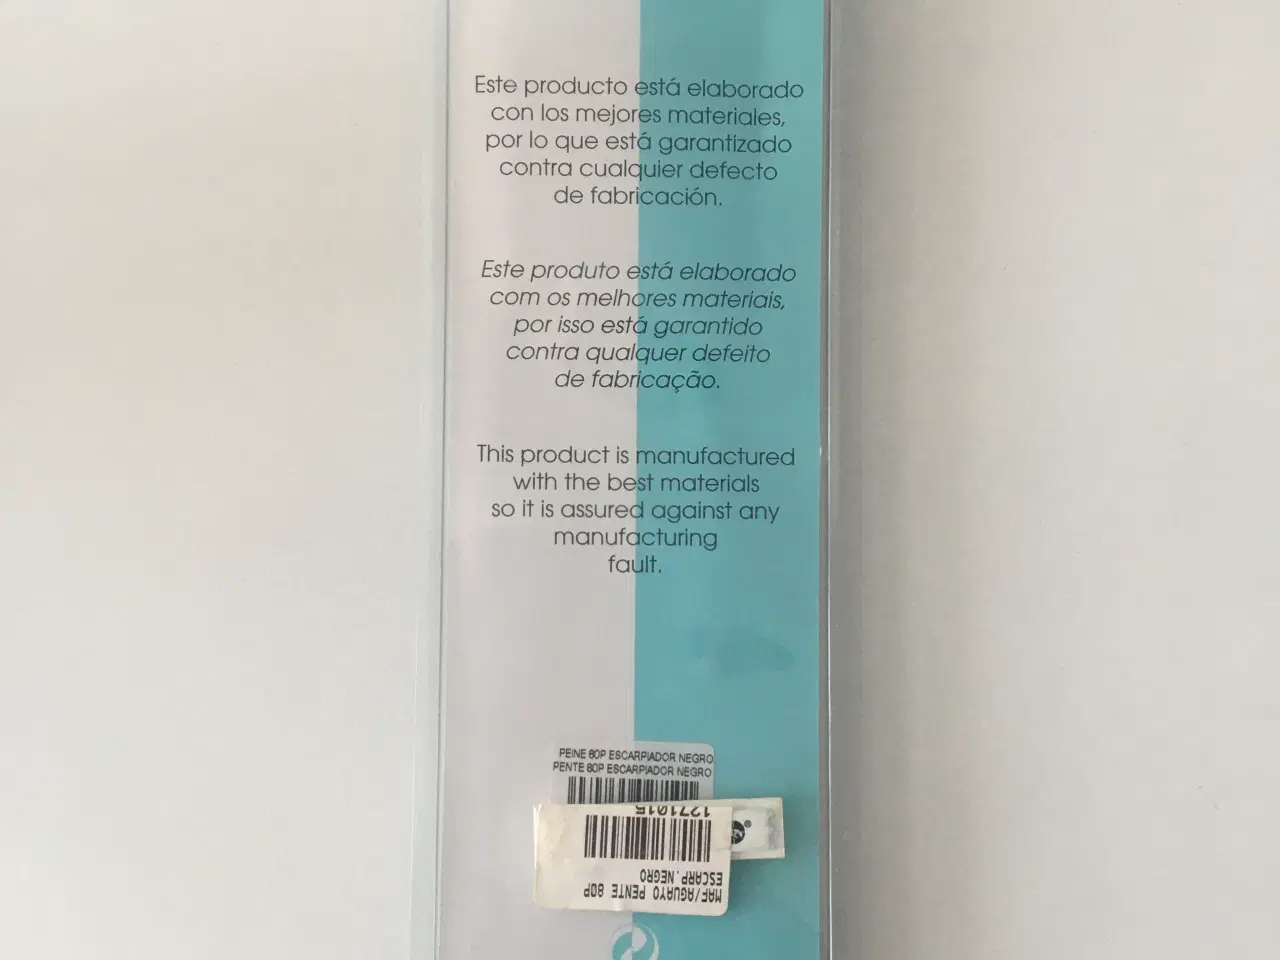 Este producto está elaborado
con los mejores materiales,
por lo que está garantizado
contra cualquier defecto
de fabricación.
Este produto está elaborado
com os melhores materiais,
por isso está garantido
contra qualquer defeito
de fabricação.
This product is manufactured
with the best materials
so it is assured against any
manufacturing
fault.
PEINE 80P ESCARPIADOR NEGRO
PENTE 80P ESCARPIADOR NEGRO
MAF/AGUAYO PENTE 80P
ESCARP.NEGRO
1271015